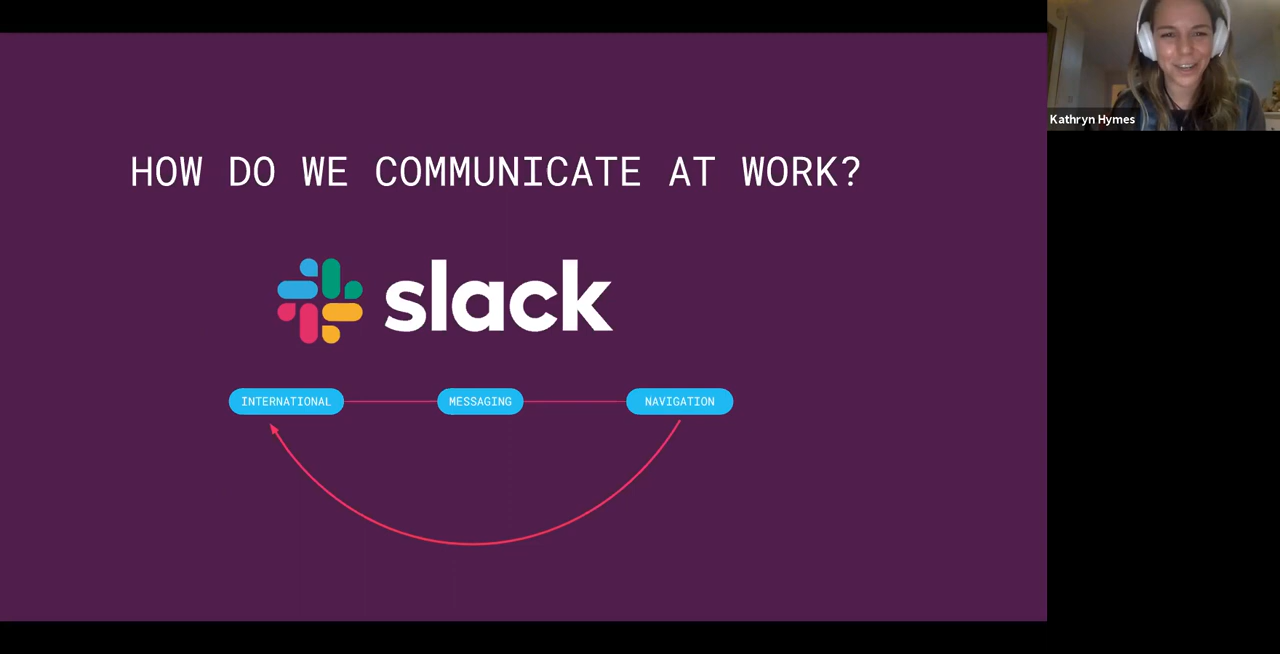 HOW DO WE COMMUNICATE AT WORK?
slack
INTERNATIONAL
MESSAGING
NAVIGATION
Kathryn Hymes